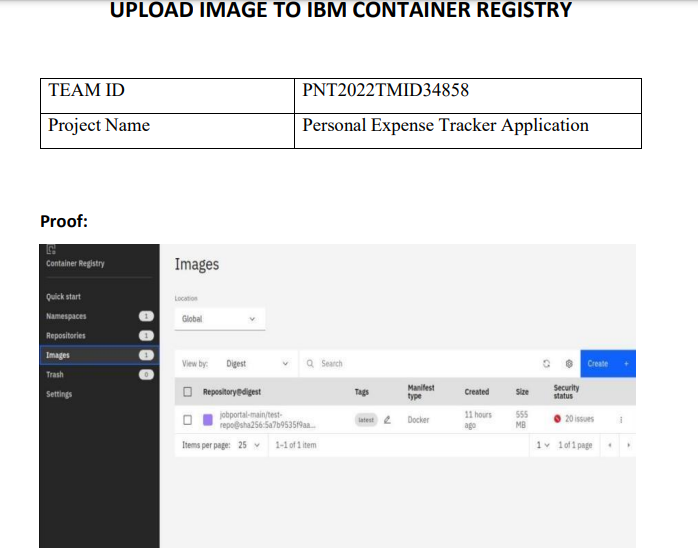 UPLOAD IMAGE TO IBM CONTAINER REGISTRY
TEAM ID PNT2022TMID34858
Project Name Personal Expense Tracker Application
Proof:
Container Registry
Quick start
Namespaces 1
Repositories 1
Images 1
Trash 0
Settings
Images
Location
Global
View by: Digest Search Create +
Repository@digest Tags Manifest type Created Size Security status
jobportal-main/test-
repo@sha256:5a7b9535f9aa... latest Docker 11 hours ago 555 MB 20 issues
Items per page: 25 1–1 of 1 item 1 1 of 1 page